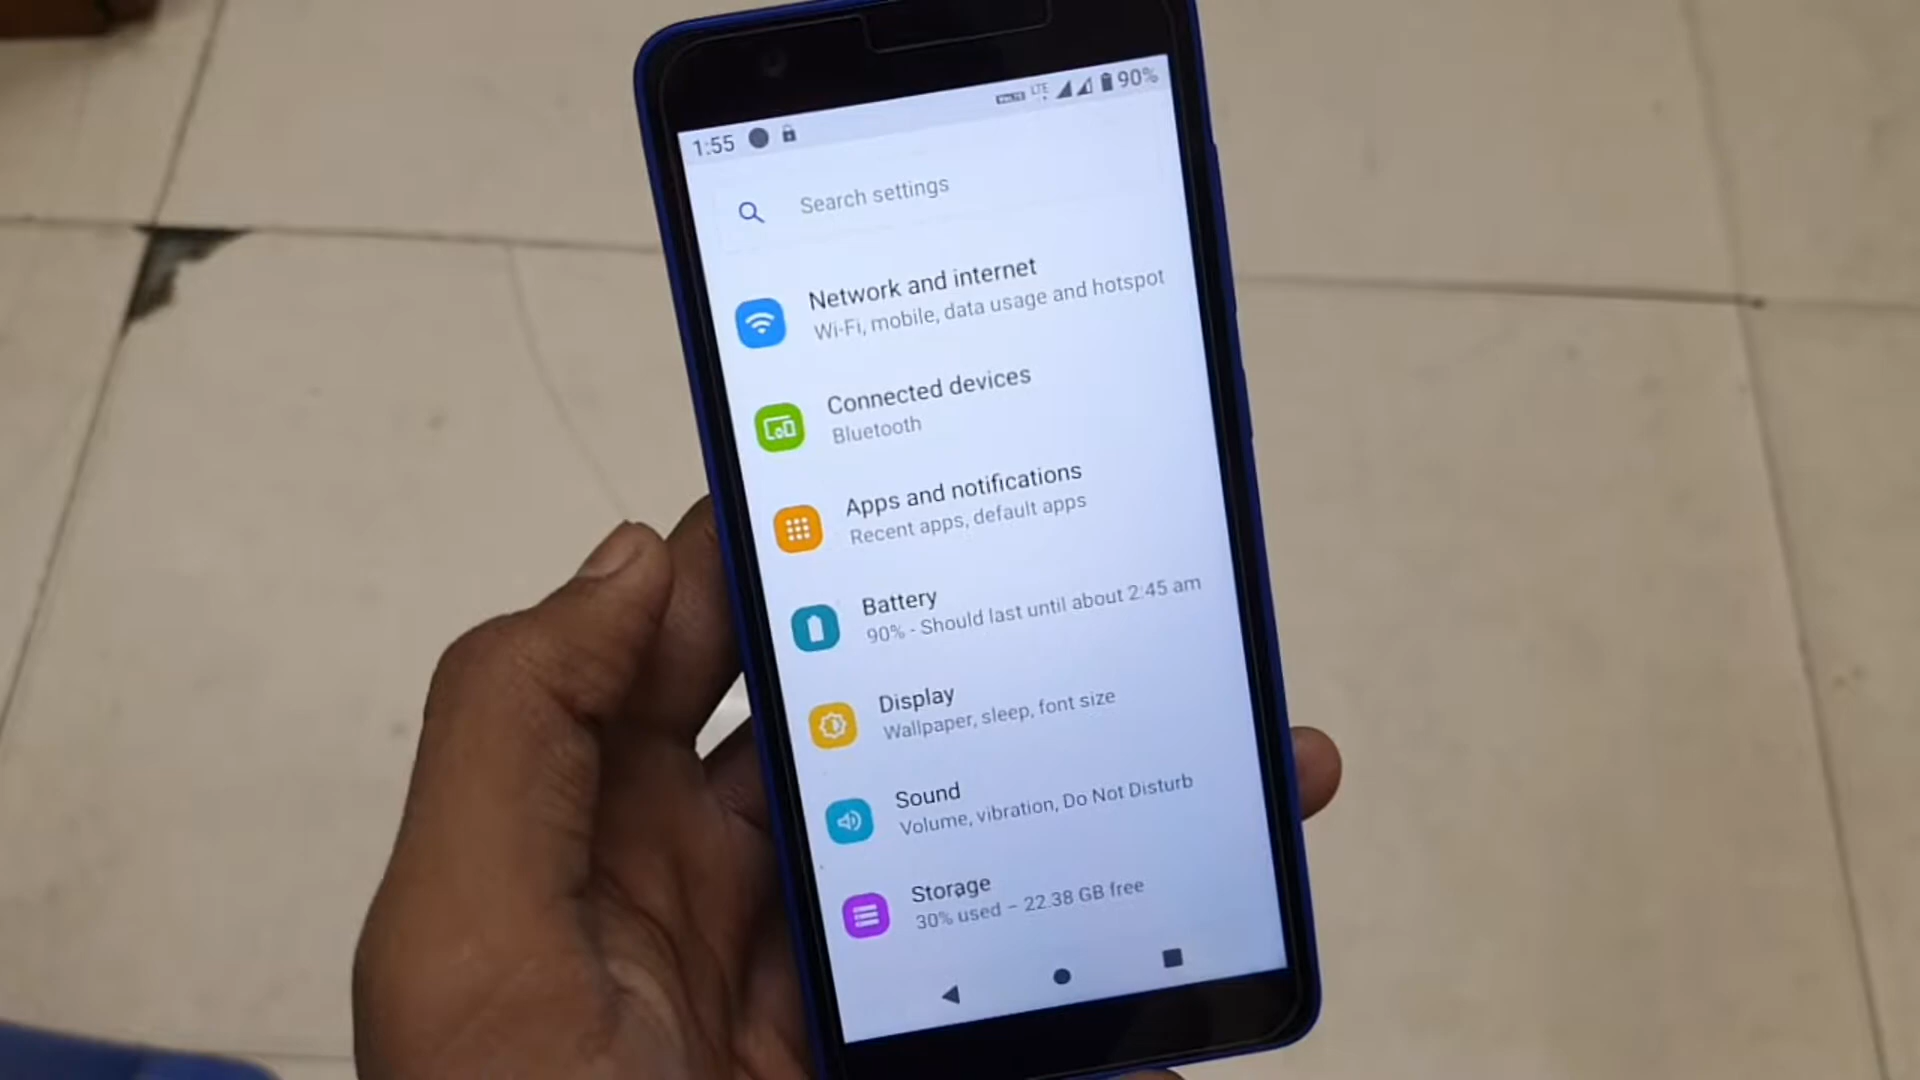 1:55 VoLTE LTE 90%
Search settings
Network and internet
Wi-Fi, mobile, data usage and hotspot
Connected devices
Bluetooth
Apps and notifications
Recent apps, default apps
Battery
90% - Should last until about 2:45 am
Display
Wallpaper, sleep, font size
Sound
Volume, vibration, Do Not Disturb
Storage
30% used – 22.38 GB free